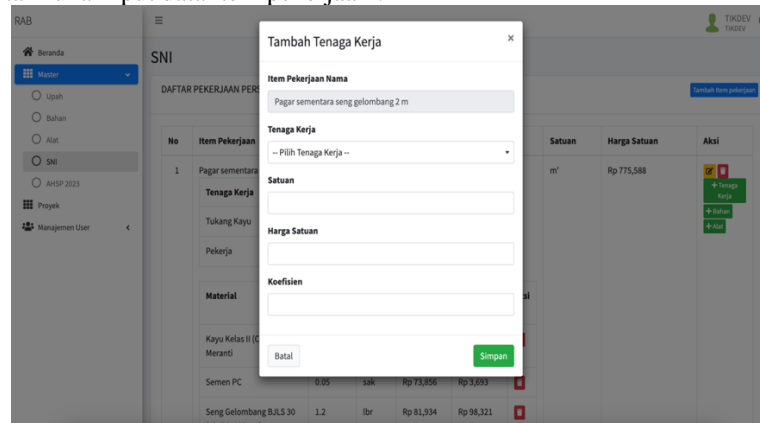 RAB
TIKDEV
TIKDEV
Beranda
Master
Upah
Bahan
Alat
SNI
AHSP 2023
Proyek
Manajemen User
SNI
DAFTAR PEKERJAAN PERS
Tambah Item pekerjaan
Tambah Tenaga Kerja
×
Item Pekerjaan Nama
Pagar sementara seng gelombang 2 m
Tenaga Kerja
-- Pilih Tenaga Kerja --
Satuan
Harga Satuan
Koefisien
Batal
Simpan
No Item Pekerjaan Satuan Harga Satuan Aksi
1 Pagar sementara m' Rp 775,588
+ Tenaga Kerja
+ Bahan
+ Alat
Tenaga Kerja
Tukang Kayu
Pekerja
Material
Kayu Kelas II (C
Meranti
Semen PC 0.05 sak Rp 73,856 Rp 3,693
Seng Gelombang BJLS 30 1.2 lbr Rp 81,934 Rp 98,321